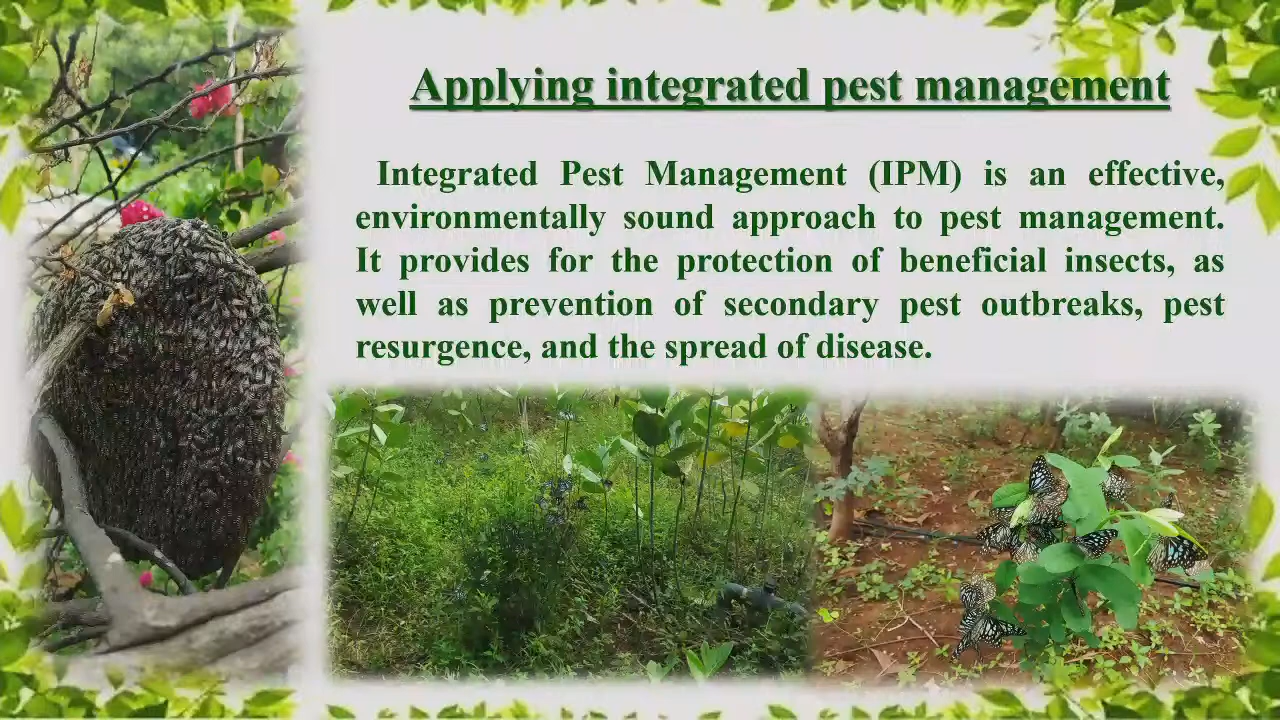 Applying integrated pest management
Integrated Pest Management (IPM) is an effective,
environmentally sound approach to pest management.
It provides for the protection of beneficial insects, as
well as prevention of secondary pest outbreaks, pest
resurgence, and the spread of disease.